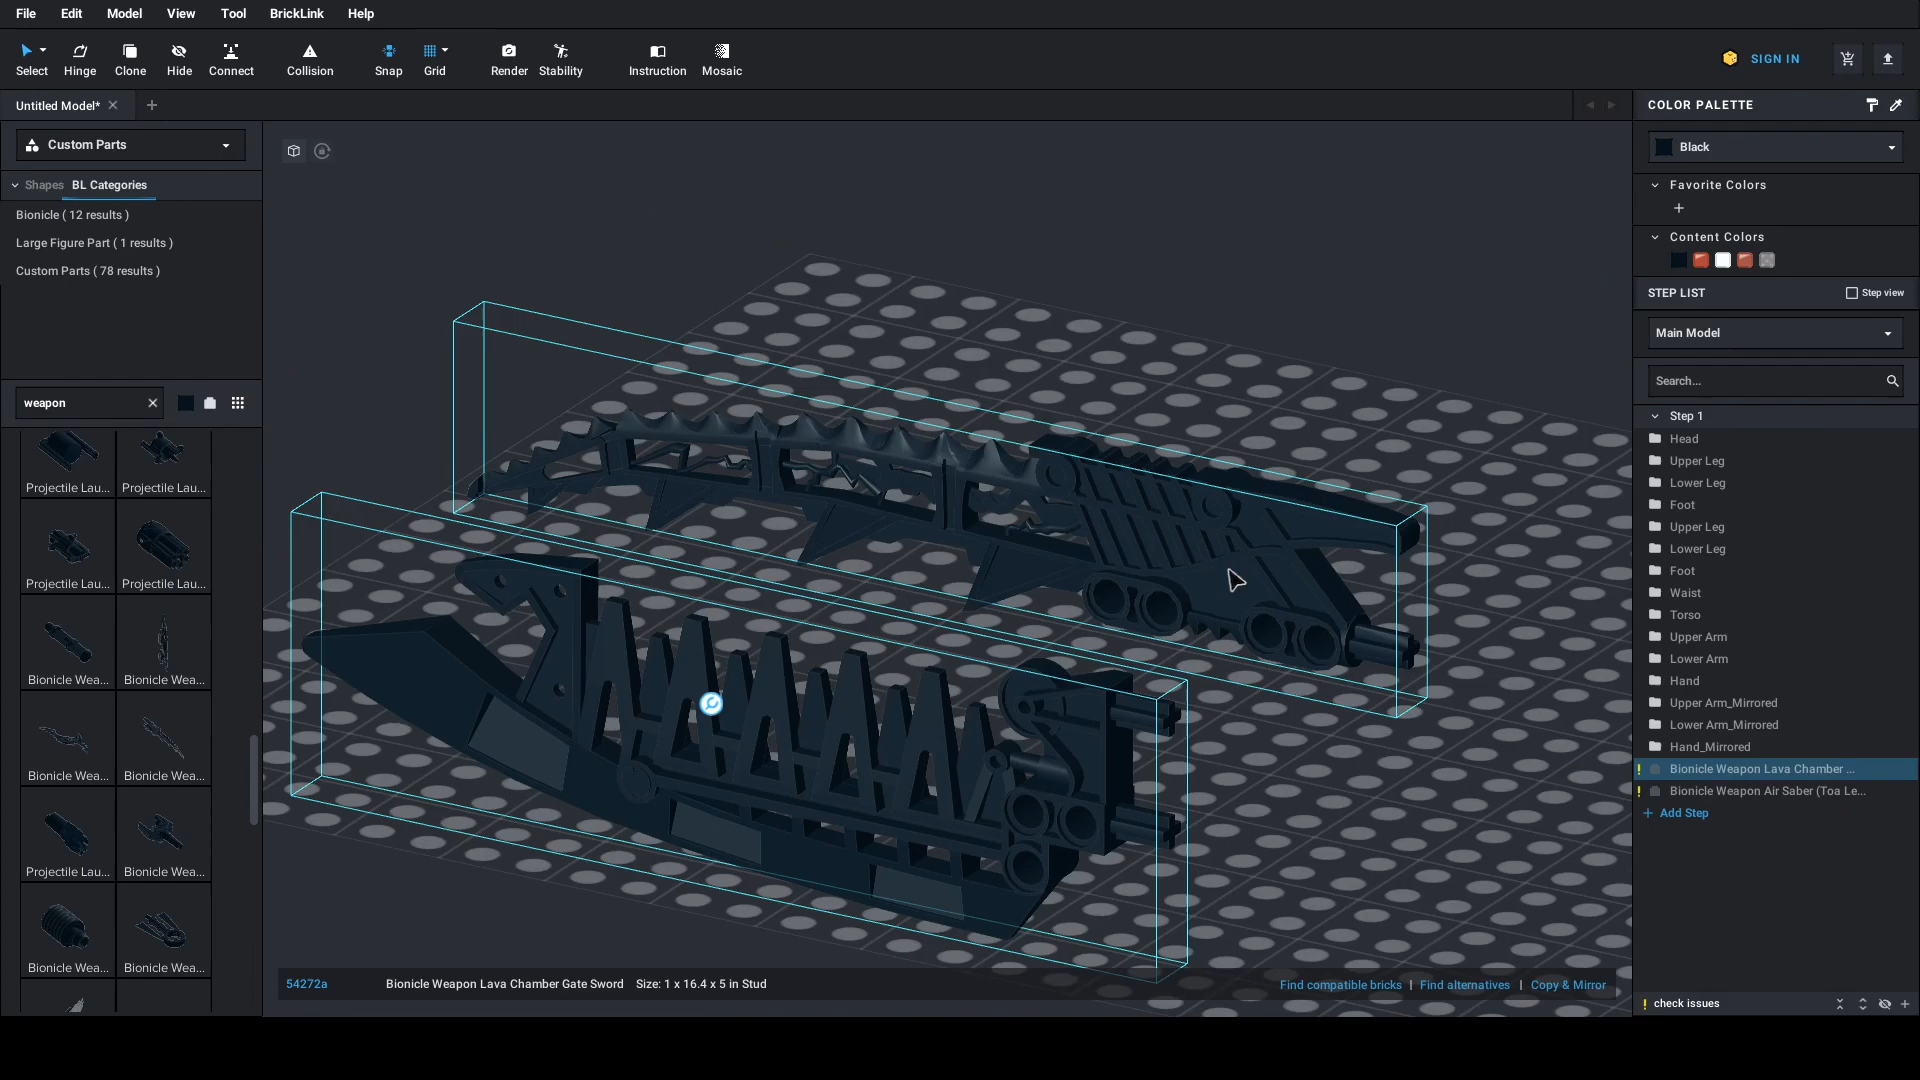 File Edit Model View Tool BrickLink Help
Select Hinge Clone Hide Connect Collision Snap Grid Render Stability Instruction Mosaic
SIGN IN
Untitled Model*
COLOR PALETTE
Custom Parts
Black
Shapes BL Categories
Favorite Colors
Bionicle ( 12 results )
Large Figure Part ( 1 results )
Content Colors
Custom Parts ( 78 results )
STEP LIST
Step view
Main Model
weapon
Search...
Step 1
Head
Upper Leg
Lower Leg
Foot
Upper Leg
Lower Leg
Foot
Waist
Torso
Upper Arm
Lower Arm
Hand
Upper Arm_Mirrored
Lower Arm_Mirrored
Hand_Mirrored
Bionicle Weapon Lava Chamber ...
Bionicle Weapon Air Saber (Toa Le...
+ Add Step
Projectile Lau... Projectile Lau...
Projectile Lau... Projectile Lau...
Bionicle Wea... Bionicle Wea...
Bionicle Wea... Bionicle Wea...
Projectile Lau... Bionicle Wea...
Bionicle Wea... Bionicle Wea...
54272a Bionicle Weapon Lava Chamber Gate Sword Size: 1 x 16.4 x 5 in Stud
Find compatible bricks | Find alternatives | Copy & Mirror
! check issues